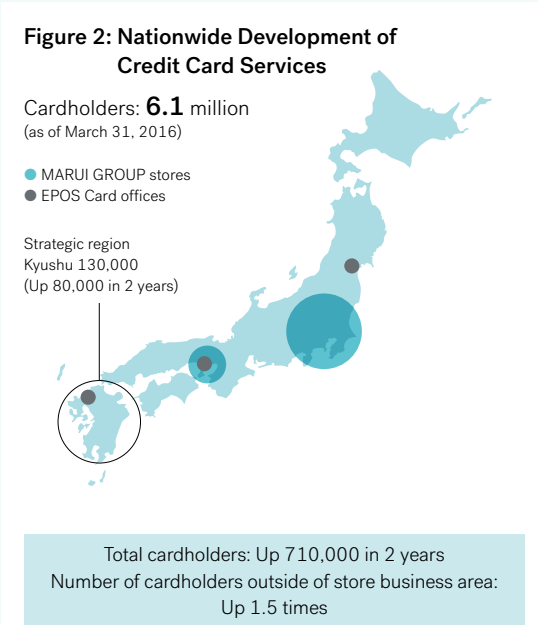 Figure 2: Nationwide Development of
Credit Card Services
Cardholders: 6.1 million
(as of March 31, 2016)
MARUI GROUP stores
EPOS Card offices
Strategic region
Kyushu 130,000
(Up 80,000 in 2 years)
Total cardholders: Up 710,000 in 2 years
Number of cardholders outside of store business area:
Up 1.5 times